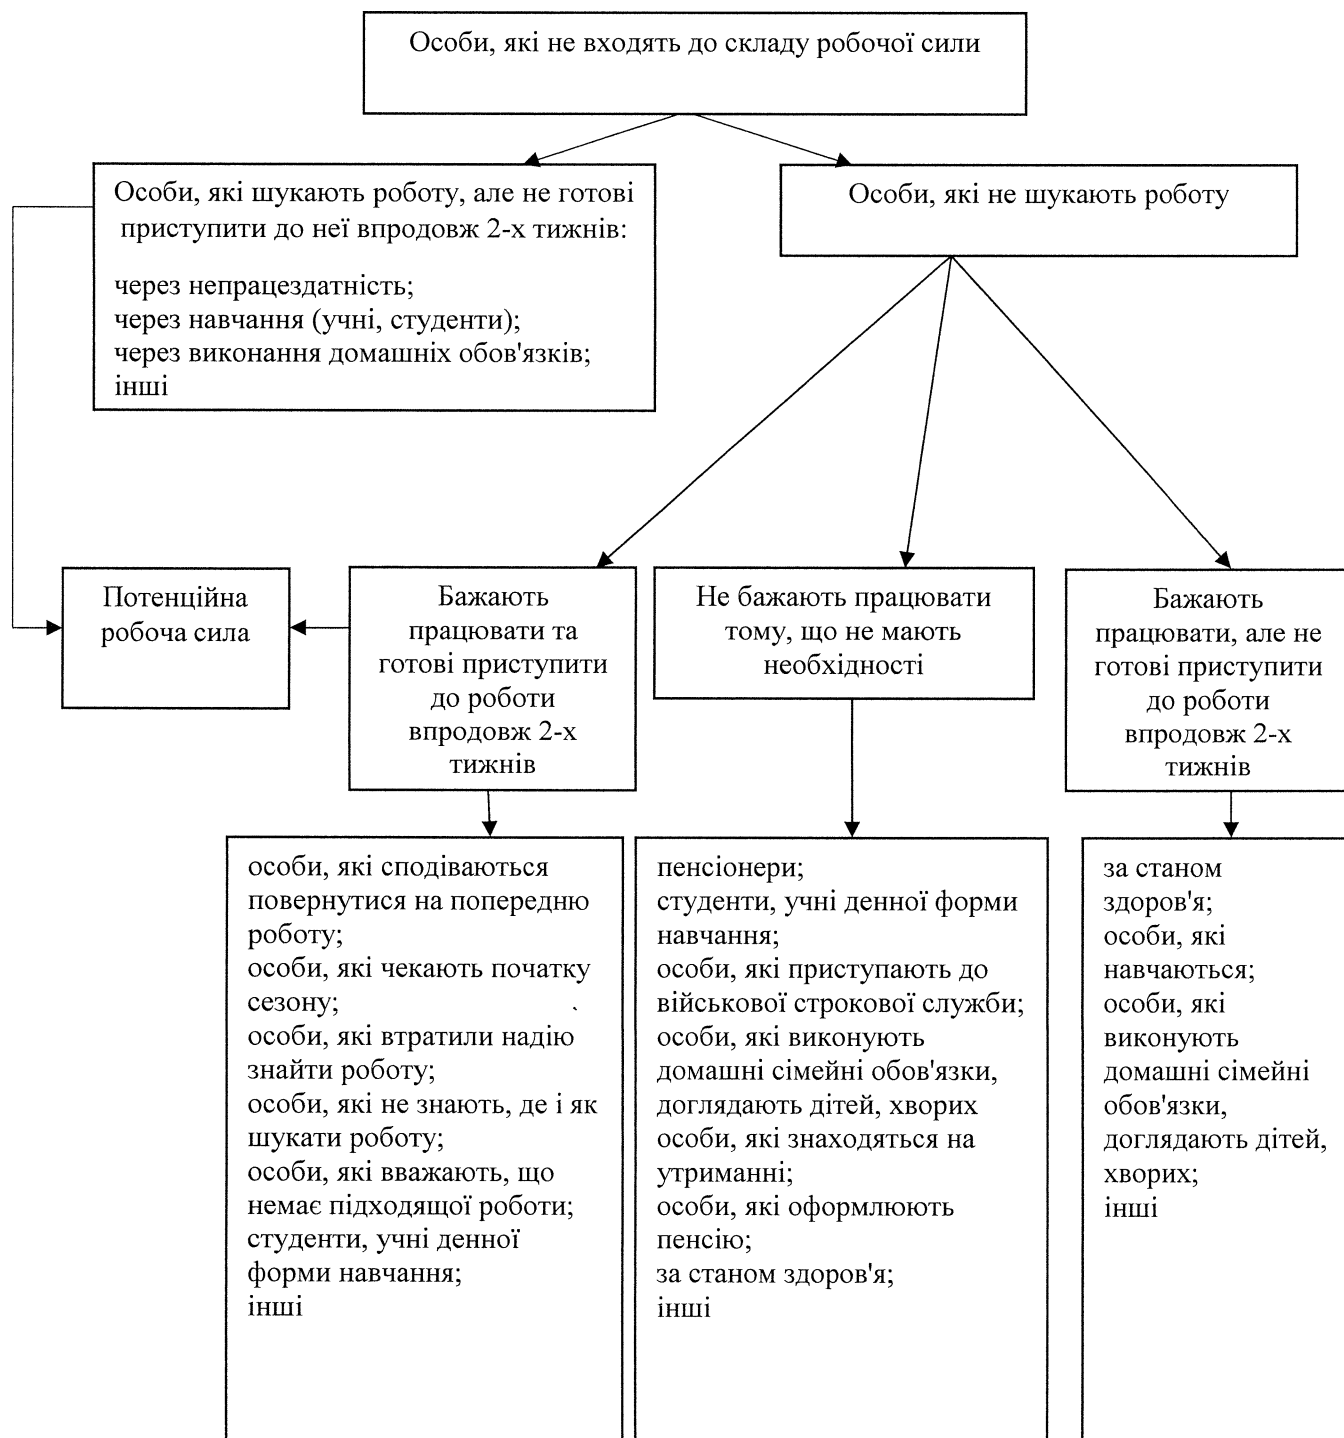 Особи, які не входять до складу робочої сили
Особи, які шукають роботу, але не готові
приступити до неї впродовж 2-х тижнів:
через непрацездатність;
через навчання (учні, студенти);
через виконання домашніх обов'язків;
інші
Особи, які не шукають роботу
Потенційна
робоча сила
Бажають
працювати та
готові приступити
до роботи
впродовж 2-х
тижнів
Не бажають працювати
тому, що не мають
необхідності
Бажають
працювати, але не
готові приступити
до роботи
впродовж 2-х
тижнів
особи, які сподіваються
повернутися на попередню
роботу;
особи, які чекають початку
сезону;
особи, які втратили надію
знайти роботу;
особи, які не знають, де і як
шукати роботу;
особи, які вважають, що
немає підходящої роботи;
студенти, учні денної
форми навчання;
інші
пенсіонери;
студенти, учні денної форми
навчання;
особи, які приступають до
військової строкової служби;
особи, які виконують
домашні сімейні обов'язки,
доглядають дітей, хворих
особи, які знаходяться на
утриманні;
особи, які оформлюють
пенсію;
за станом здоров'я;
інші
за станом
здоров'я;
особи, які
навчаються;
особи, які
виконують
домашні сімейні
обов'язки,
доглядають дітей,
хворих;
інші